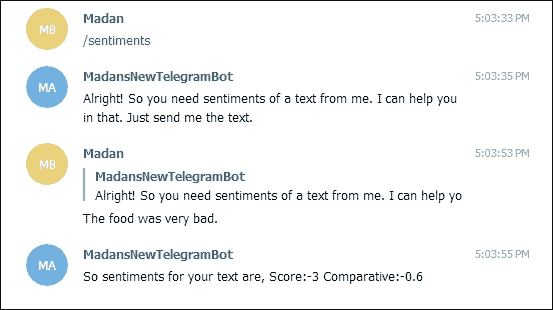 Madan 5:03:33 PM
MB
/sentiments
MadansNewTelegramBot 5:03:35 PM
MA
Alright! So you need sentiments of a text from me. I can help you
in that. Just send me the text.
Madan 5:03:53 PM
MB
MadansNewTelegramBot
Alright! So you need sentiments of a text from me. I can help yo
The food was very bad.
MadansNewTelegramBot 5:03:55 PM
MA
So sentiments for your text are, Score:-3 Comparative:-0.6